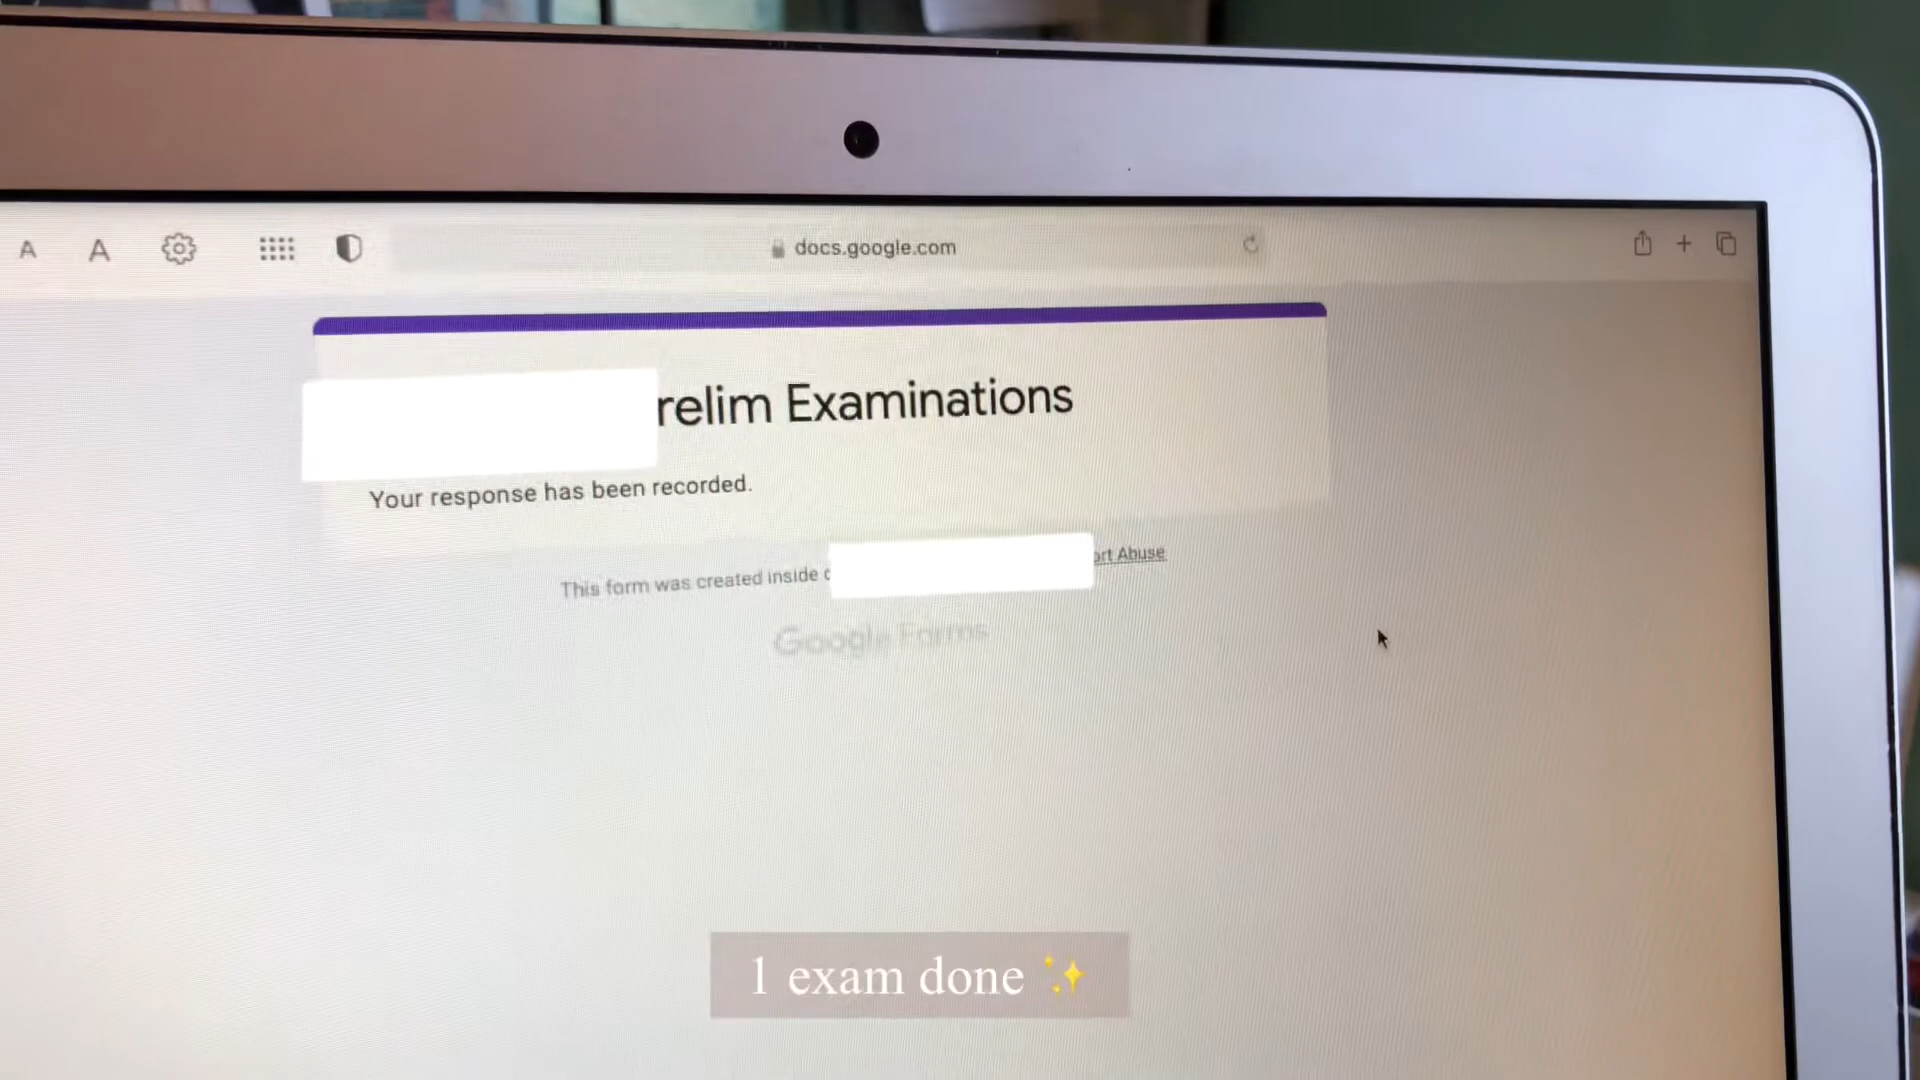 A A docs.google.com
relim Examinations
Your response has been recorded.
This form was created inside
ort Abuse
Google Forms
1 exam done ✨